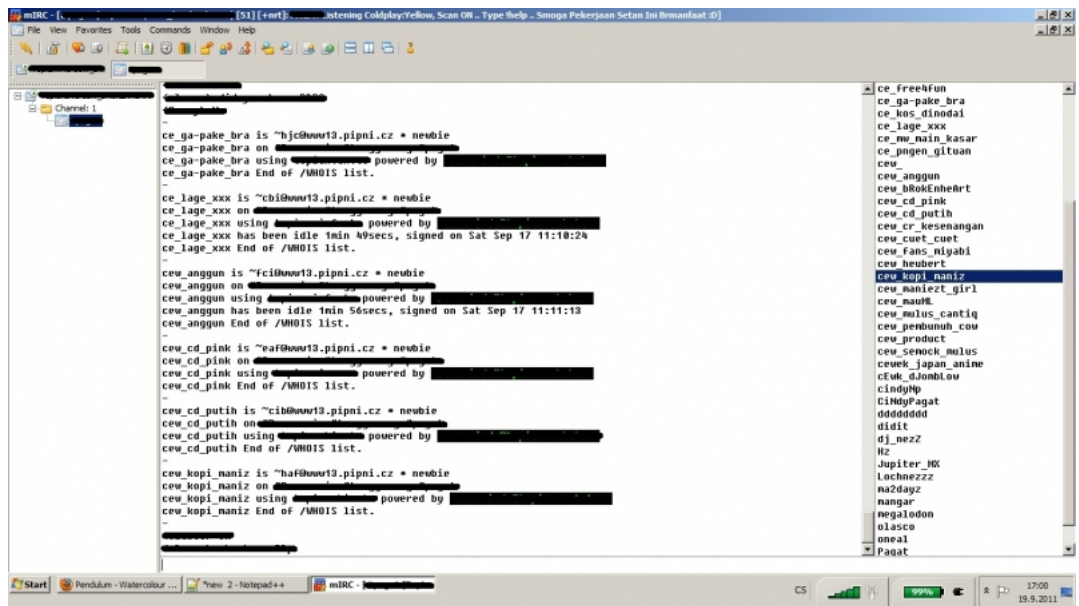 mIRC - [ [51] [+nrt]: istening Coldplay:Yellow, Scan ON .. Type !help .. Smoga Pekerjaan Setan Ini Brmanfaat :D]
File View Favorites Tools Commands Window Help
Channel: 1
ce_ga-pake_bra is ~hjc@www13.pipni.cz * newbie
ce_ga-pake_bra on
ce_ga-pake_bra using powered by
ce_ga-pake_bra End of /WHOIS list.
-
ce_lage_xxx is ~cbi@www13.pipni.cz * newbie
ce_lage_xxx on
ce_lage_xxx using powered by
ce_lage_xxx has been idle 1min 49secs, signed on Sat Sep 17 11:10:24
ce_lage_xxx End of /WHOIS list.
-
cew_anggun is ~fci@www13.pipni.cz * newbie
cew_anggun on
cew_anggun using powered by
cew_anggun has been idle 1min 56secs, signed on Sat Sep 17 11:11:13
cew_anggun End of /WHOIS list.
-
cew_cd_pink is ~eaf@www13.pipni.cz * newbie
cew_cd_pink on
cew_cd_pink using powered by
cew_cd_pink End of /WHOIS list.
-
cew_cd_putih is ~cib@www13.pipni.cz * newbie
cew_cd_putih on
cew_cd_putih using powered by
cew_cd_putih End of /WHOIS list.
-
cew_kopi_maniz is ~haf@www13.pipni.cz * newbie
cew_kopi_maniz on
cew_kopi_maniz using powered by
cew_kopi_maniz End of /WHOIS list.
-
ce_free4fun
ce_ga-pake_bra
ce_kos_dinodai
ce_lage_xxx
ce_mw_main_kasar
ce_pngen_gituan
cew_
cew_anggun
cew_bRokEnheArt
cew_cd_pink
cew_cd_putih
cew_cr_kesenangan
cew_cuet_cuet
cew_fans_miyabi
cew_heubert
cew_kopi_maniz
cew_maniezt_girl
cew_mauML
cew_mulus_cantiq
cew_pembunuh_cow
cew_product
cew_semock_mulus
cewek_japan_anime
cEwk_dJombLow
cindyNp
CiNdyPagat
dddddddd
didit
dj_nezZ
Hz
Jupiter_MX
Lochnezzz
ma2dayz
mangar
megalodon
olasco
oneal
Pagat
Start
Pendulum - Watercolour ...
*new 2 - Notepad++
mIRC - [
CS
99%
17:00
19.9.2011